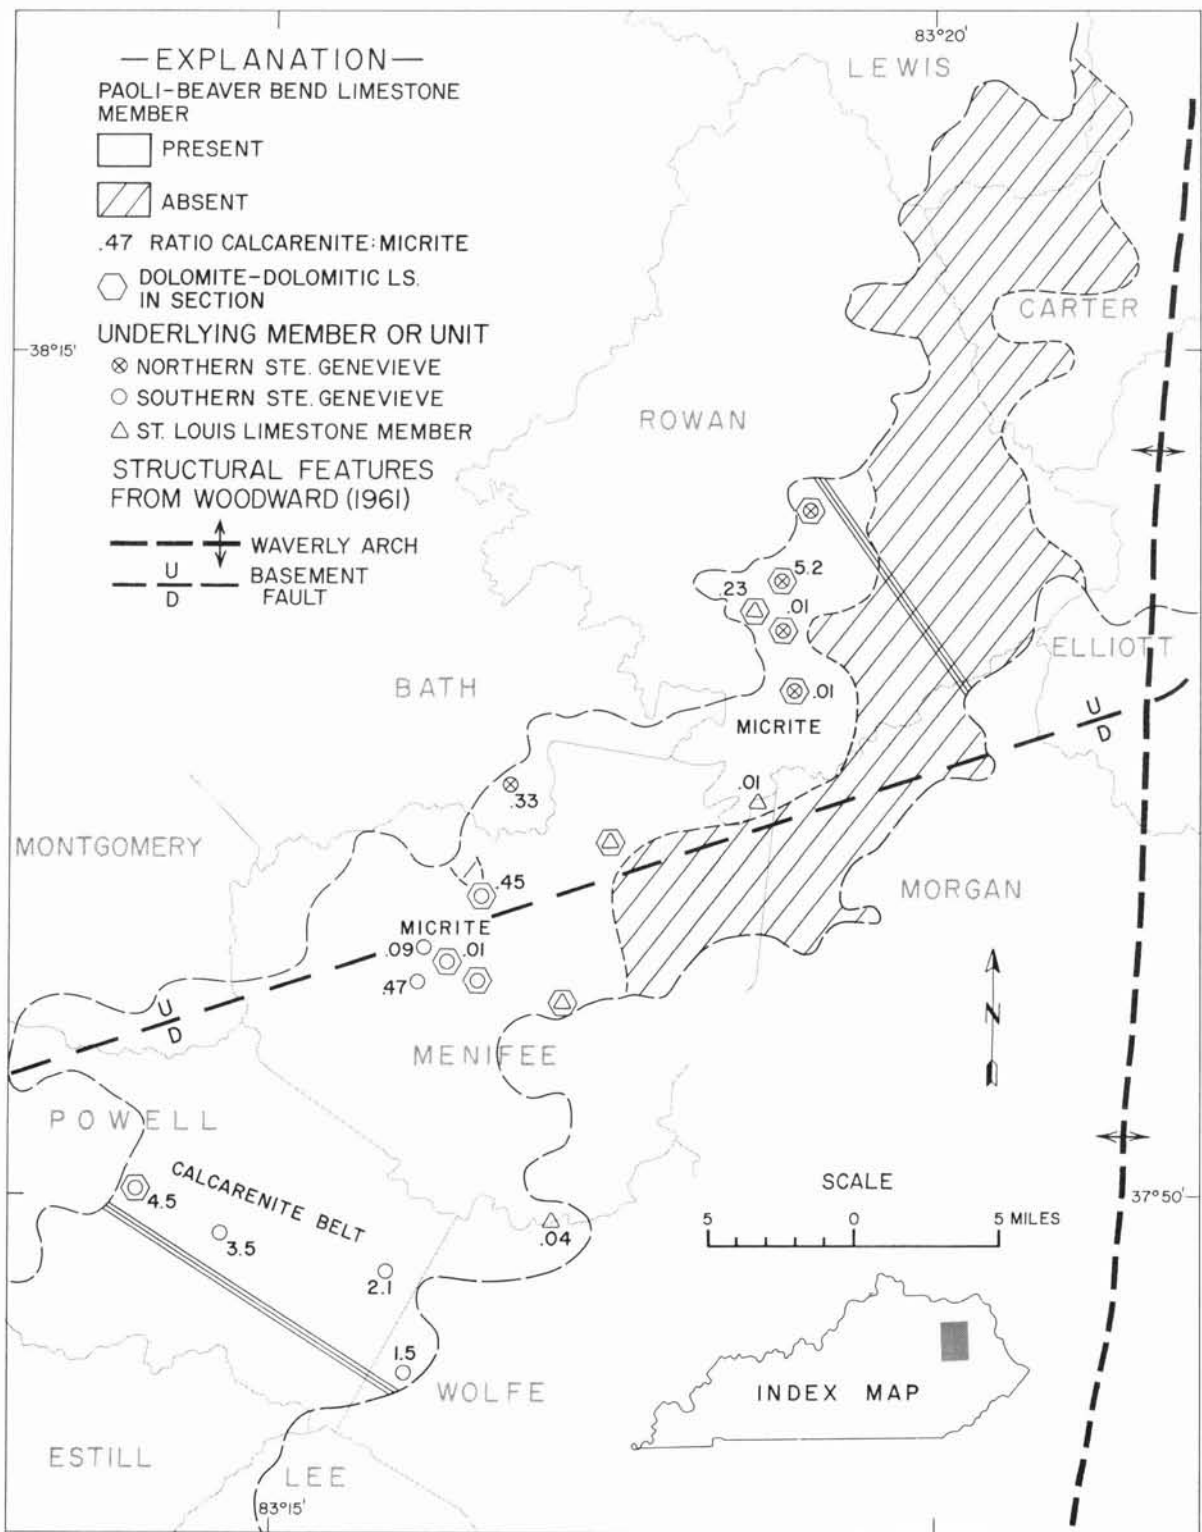 —EXPLANATION—
PAOLI-BEAVER BEND LIMESTONE
MEMBER
PRESENT
ABSENT
.47 RATIO CALCARENITE:MICRITE
DOLOMITE-DOLOMITIC LS.
IN SECTION
UNDERLYING MEMBER OR UNIT
NORTHERN STE. GENEVIEVE
SOUTHERN STE. GENEVIEVE
ST. LOUIS LIMESTONE MEMBER
STRUCTURAL FEATURES
FROM WOODWARD (1961)
WAVERLY ARCH
U
D
BASEMENT
FAULT
83°20'
LEWIS
38°15'
CARTER
ROWAN
5.2
.23
.01
ELLIOTT
BATH
.01
MICRITE
U
D
.33
.01
MONTGOMERY
.45
MORGAN
MICRITE
.09
.01
.47
N
U
D
MENIFEE
POWELL
CALCARENITE BELT
4.5
3.5
2.1
.04
1.5
SCALE
37°50'
5 0 5 MILES
WOLFE
INDEX MAP
ESTILL
LEE
83°15'